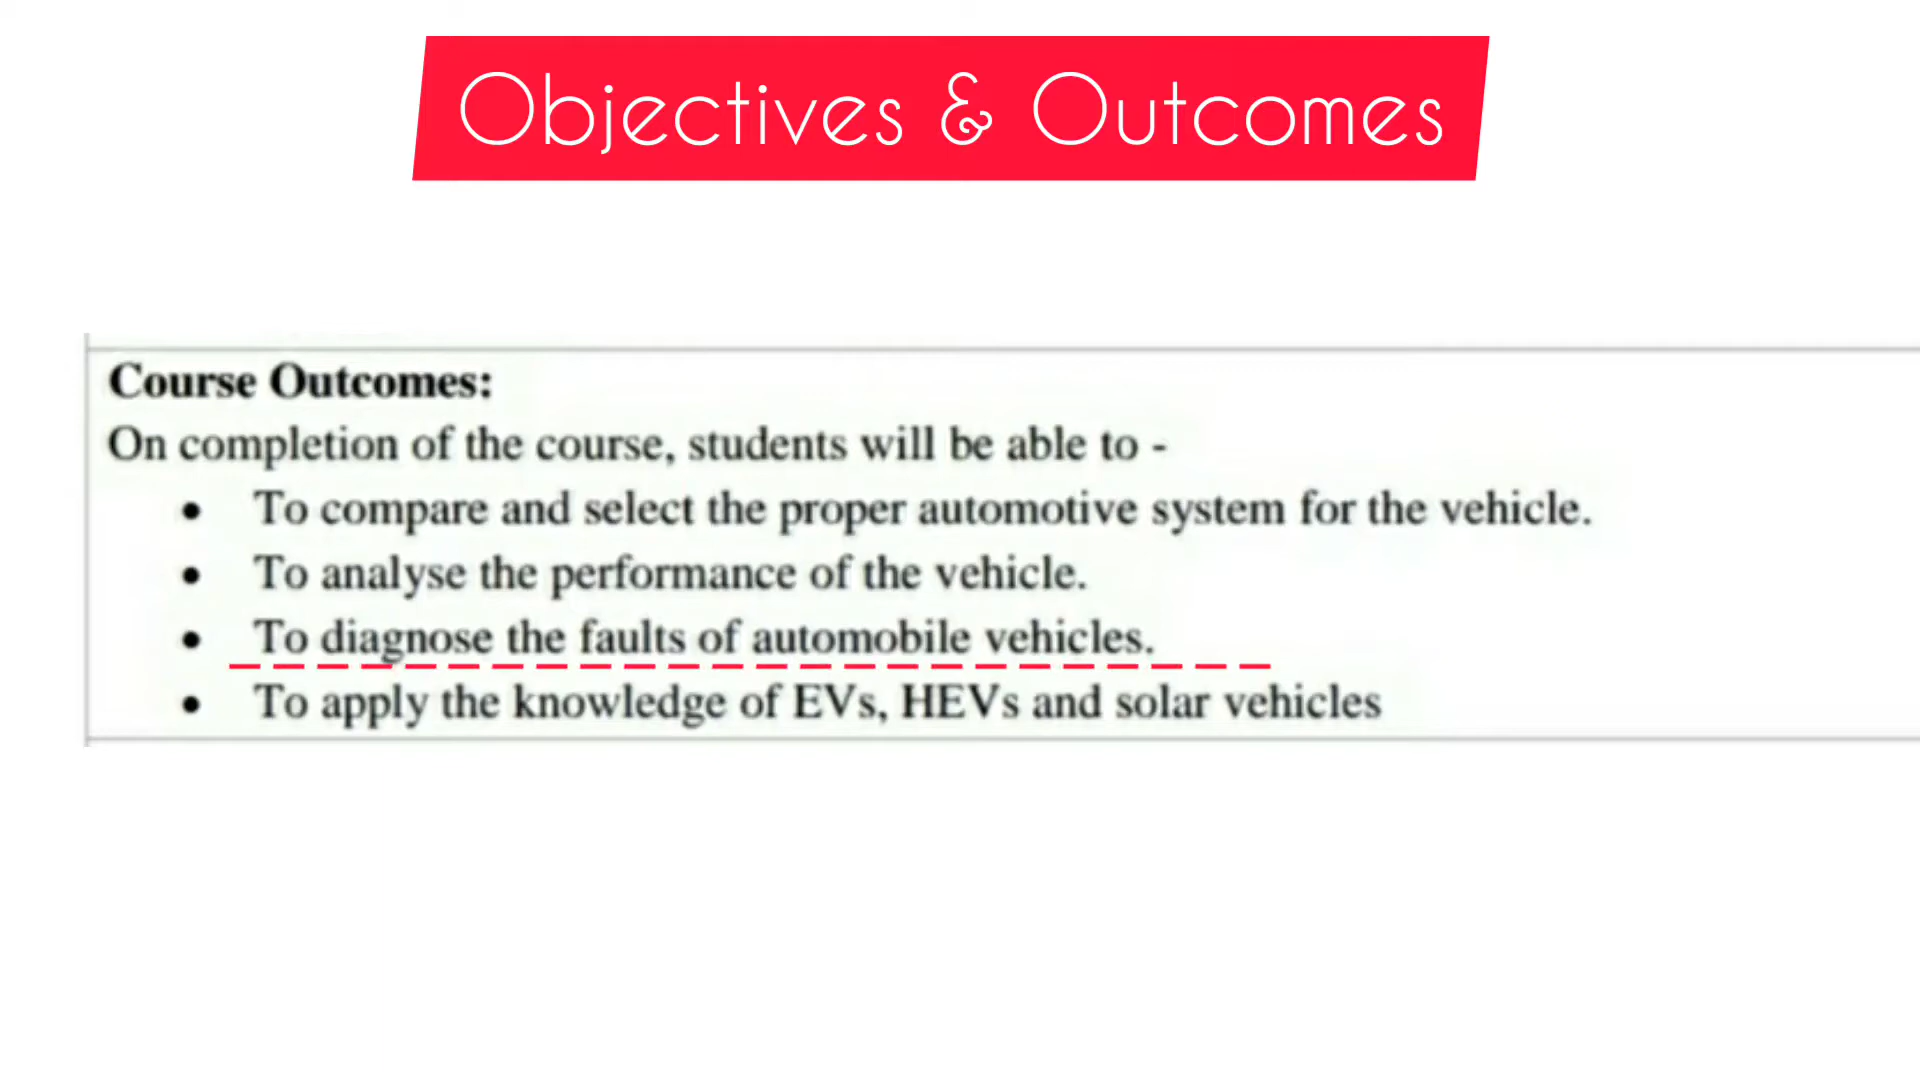 Objectives & Outcomes
Course Outcomes:
On completion of the course, students will be able to -
• To compare and select the proper automotive system for the vehicle.
• To analyse the performance of the vehicle.
• To diagnose the faults of automobile vehicles.
• To apply the knowledge of EVs, HEVs and solar vehicles